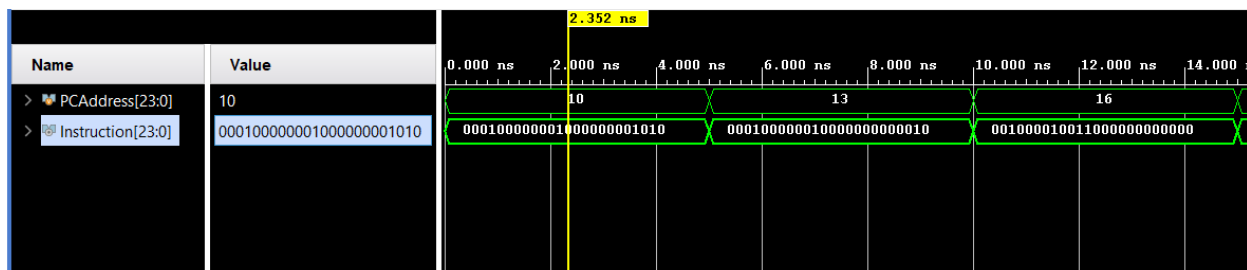 2.352 ns
Name Value 0.000 ns 2.000 ns 4.000 ns 6.000 ns 8.000 ns 10.000 ns 12.000 ns 14.000
> PCAddress[23:0] 10 10 13 16
> Instruction[23:0] 000100000001000000001010 000100000001000000001010 000100000010000000000010 001000010011000000000000